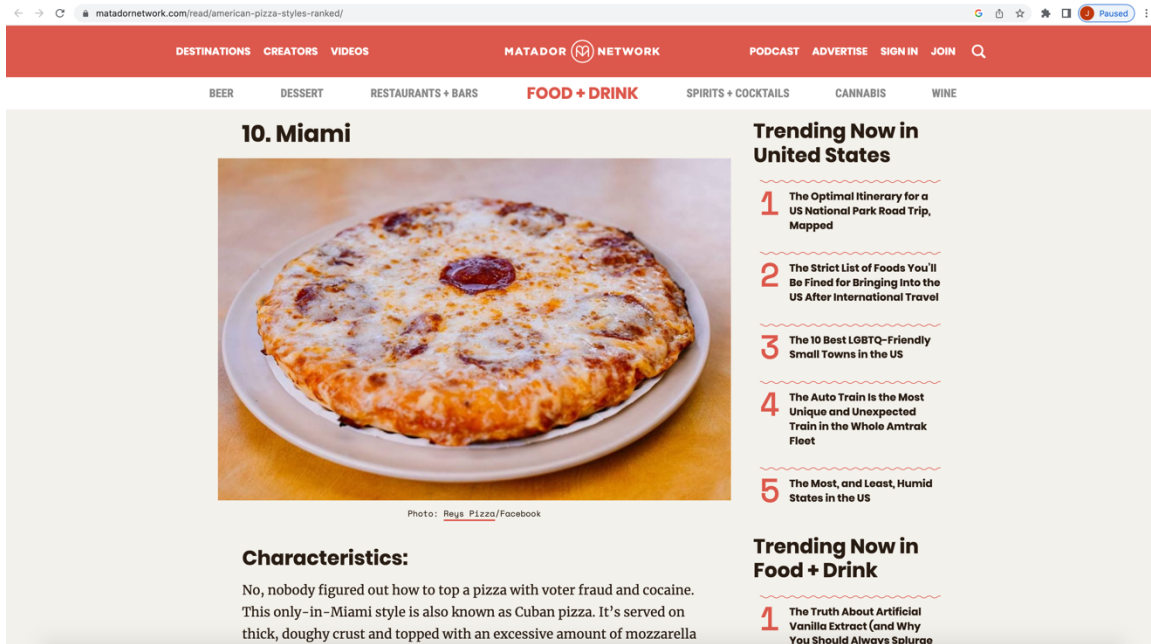 matadornetwork.com/read/american-pizza-styles-ranked/
J Paused
DESTINATIONS CREATORS VIDEOS MATADOR NETWORK PODCAST ADVERTISE SIGN IN JOIN
BEER DESSERT RESTAURANTS + BARS FOOD + DRINK SPIRITS + COCKTAILS CANNABIS WINE
10. Miami
Photo: Reys Pizza/Facebook
Characteristics:
No, nobody figured out how to top a pizza with voter fraud and cocaine.
This only-in-Miami style is also known as Cuban pizza. It’s served on
thick, doughy crust and topped with an excessive amount of mozzarella
Trending Now in
United States
1
The Optimal Itinerary for a
US National Park Road Trip,
Mapped
2
The Strict List of Foods You’ll
Be Fined for Bringing Into the
US After International Travel
3
The 10 Best LGBTQ-Friendly
Small Towns in the US
4
The Auto Train Is the Most
Unique and Unexpected
Train in the Whole Amtrak
Fleet
5
The Most, and Least, Humid
States in the US
Trending Now in
Food + Drink
1
The Truth About Artificial
Vanilla Extract (and Why
You Should Always Splurge